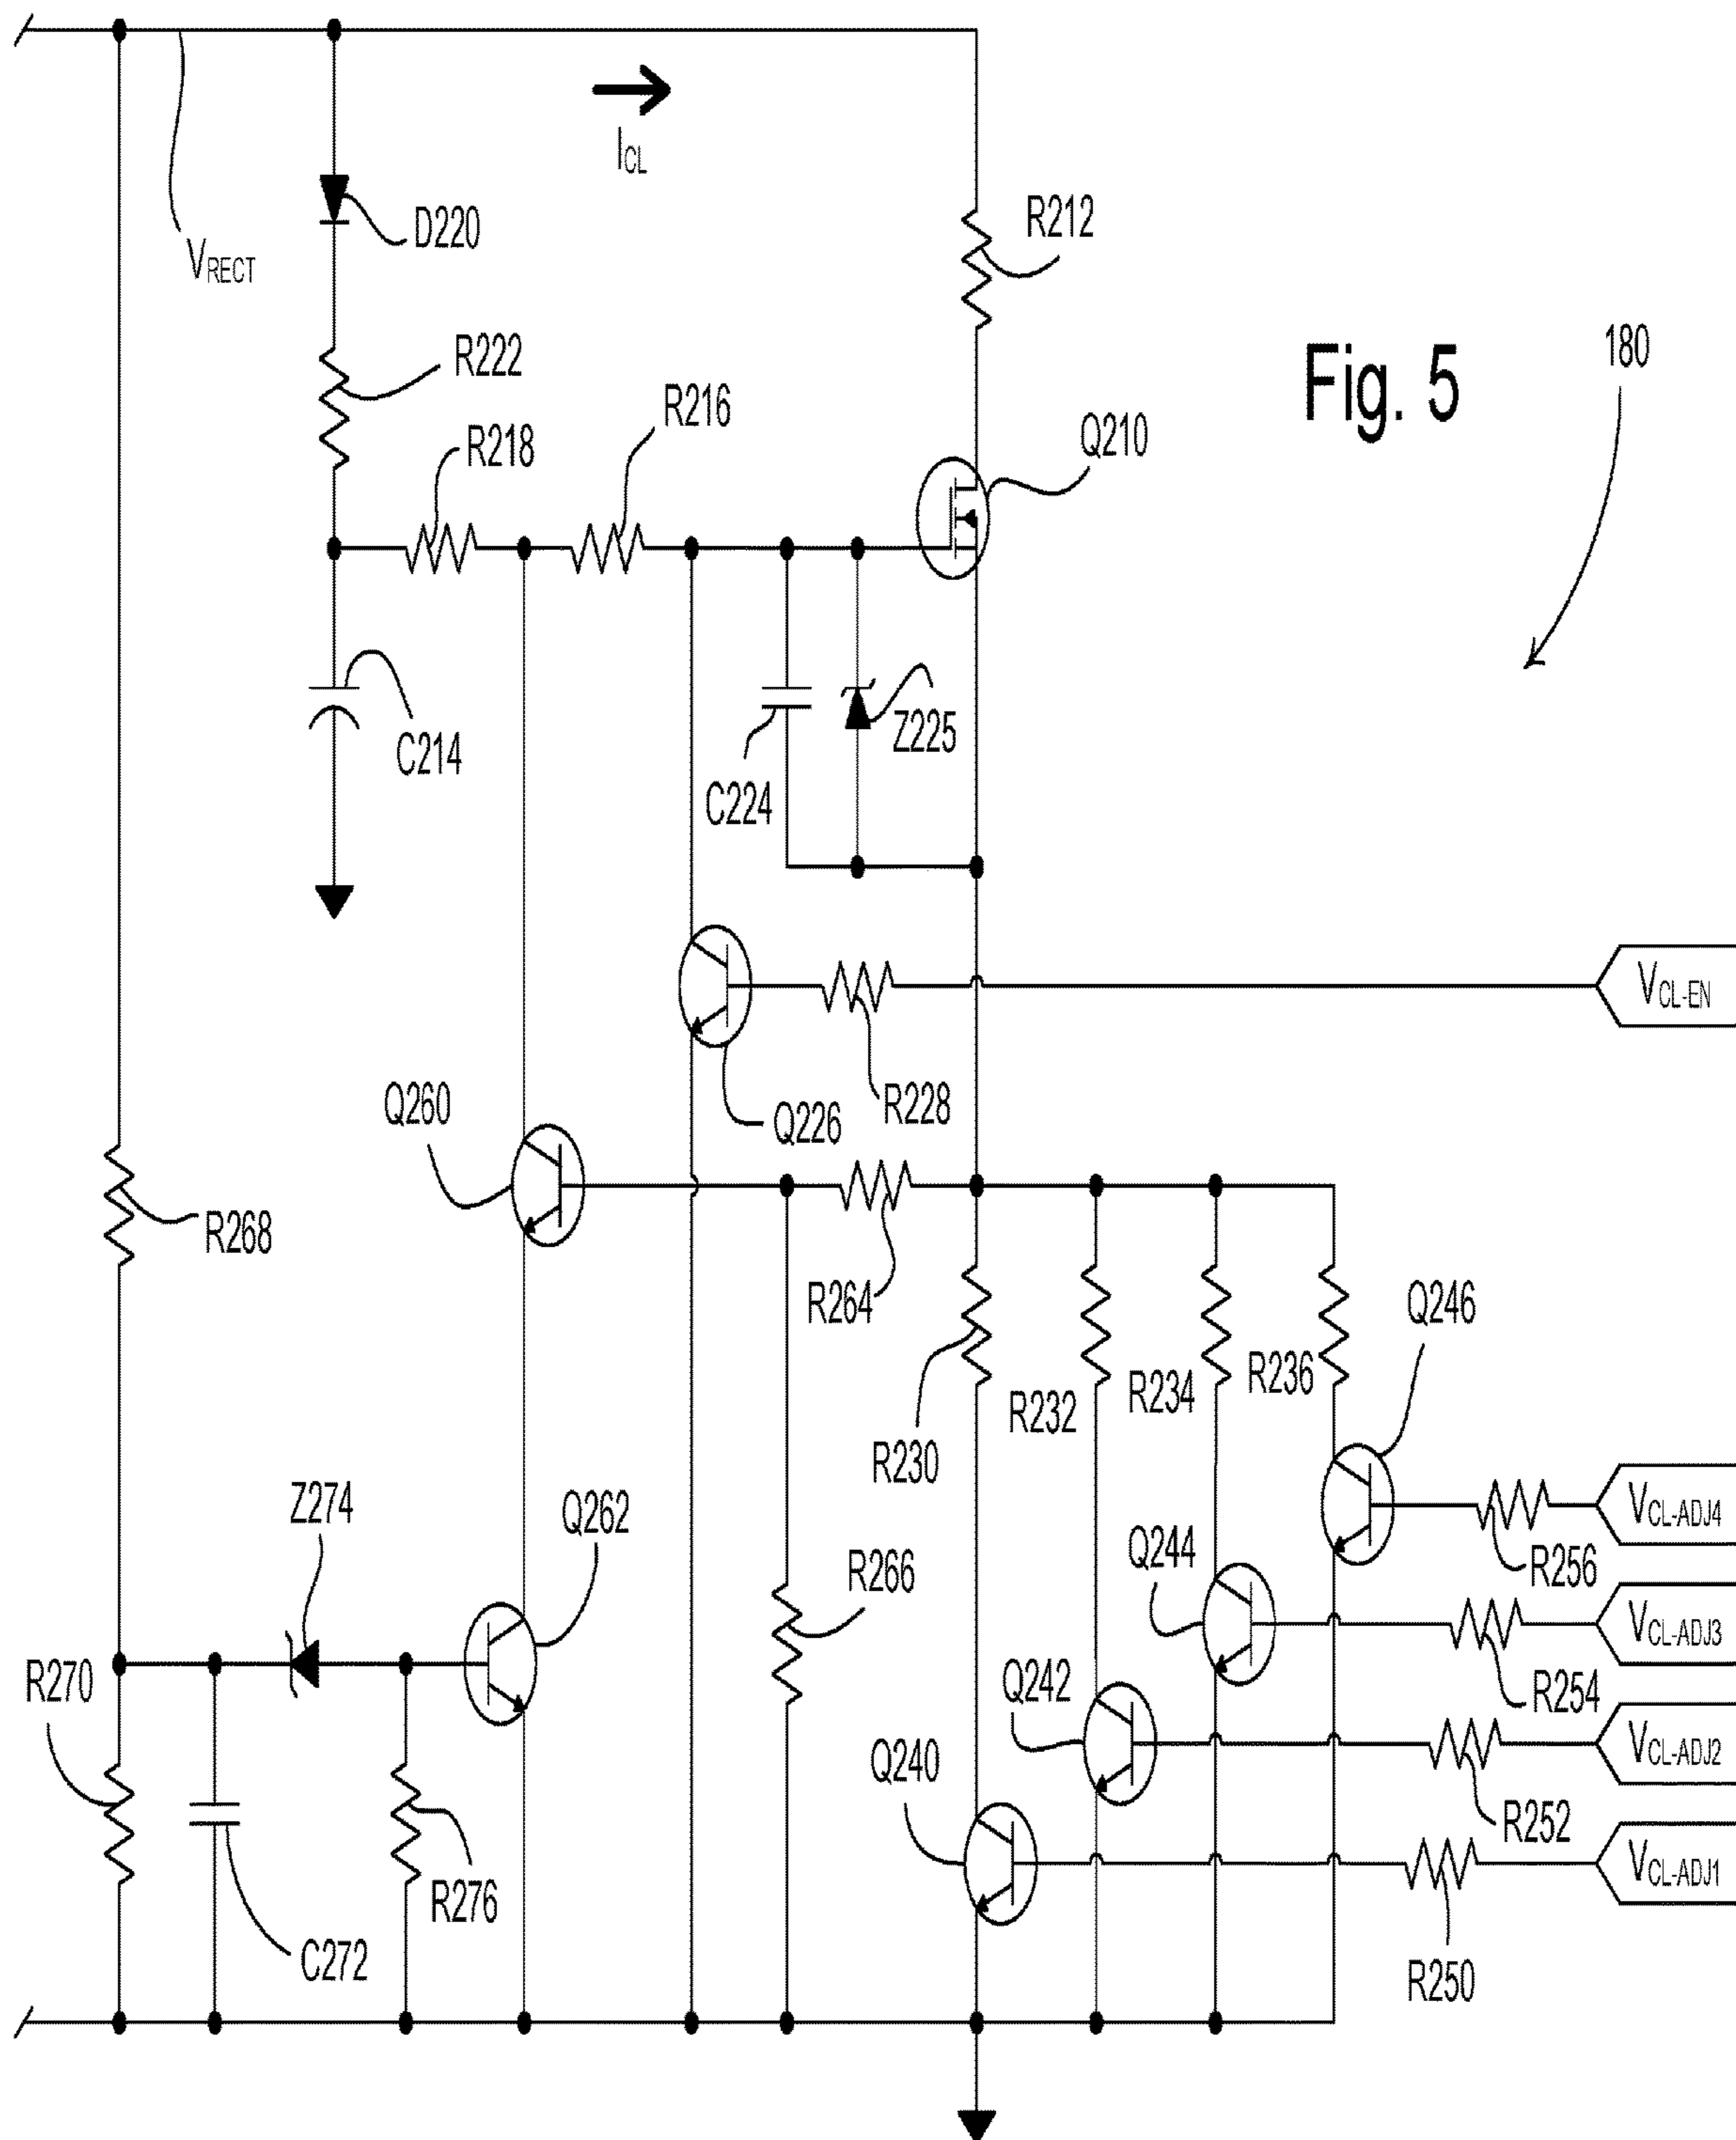 I_CL
R212
D220
V_RECT
Fig. 5
180
R222
R216
R218
Q210
C214
Z225
C224
V_CL-EN
Q260
R228
Q226
R268
R264
Q246
R236
R234
R232
R230
Z274
Q262
V_CL-ADJ4
Q244
R266
R256
V_CL-ADJ3
R270
Q242
R254
V_CL-ADJ2
Q240
R252
V_CL-ADJ1
R276
C272
R250